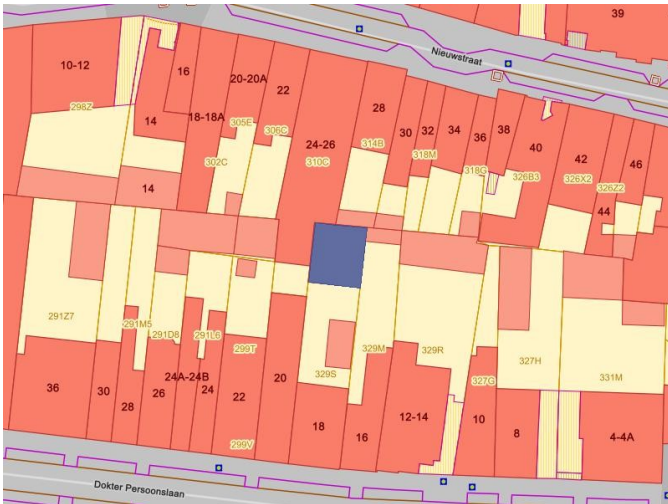 39
Nieuwstraat
10-12
16
20-20A
22
298Z
18-18A
305E
306C
28
14
24-26
310C
314B
30
32
34
36
38
40
318M
302C
318G
326B3
42
326X2
46
326Z2
14
44
291Z7
291M5
291D8
291L6
299T
329S
329M
329R
327H
331M
327G
36
30
28
26
24A-24B
24
22
20
18
16
12-14
10
8
4-4A
299V
Dokter Persoonslaan